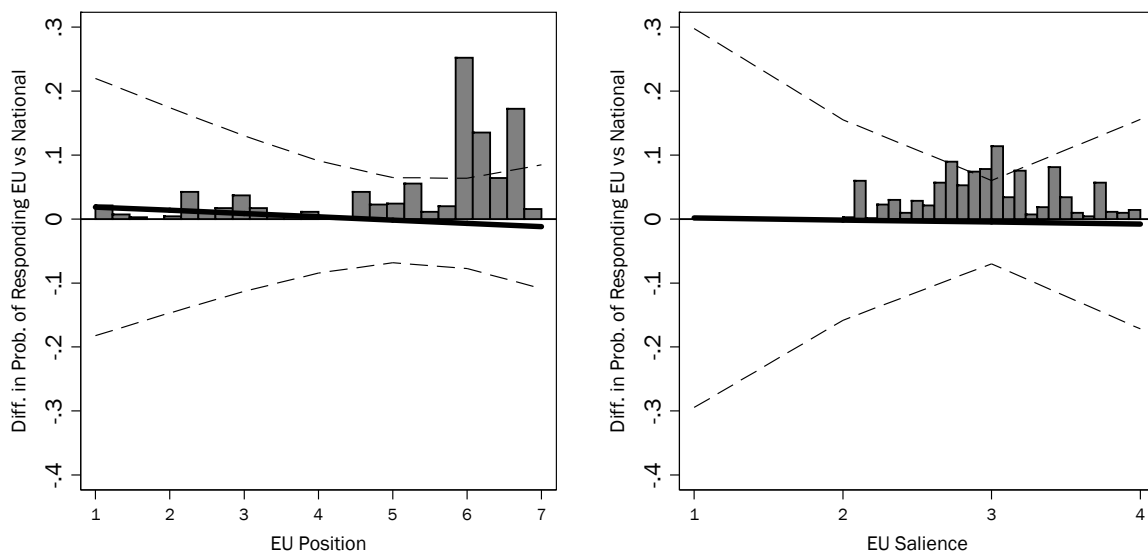 Diff. in Prob. of Responding EU vs National
.3
.2
.1
0
-.1
-.2
-.3
-.4
1 2 3 4 5 6 7
EU Position
Diff. in Prob. of Responding EU vs National
.3
.2
.1
0
-.1
-.2
-.3
-.4
1 2 3 4
EU Salience